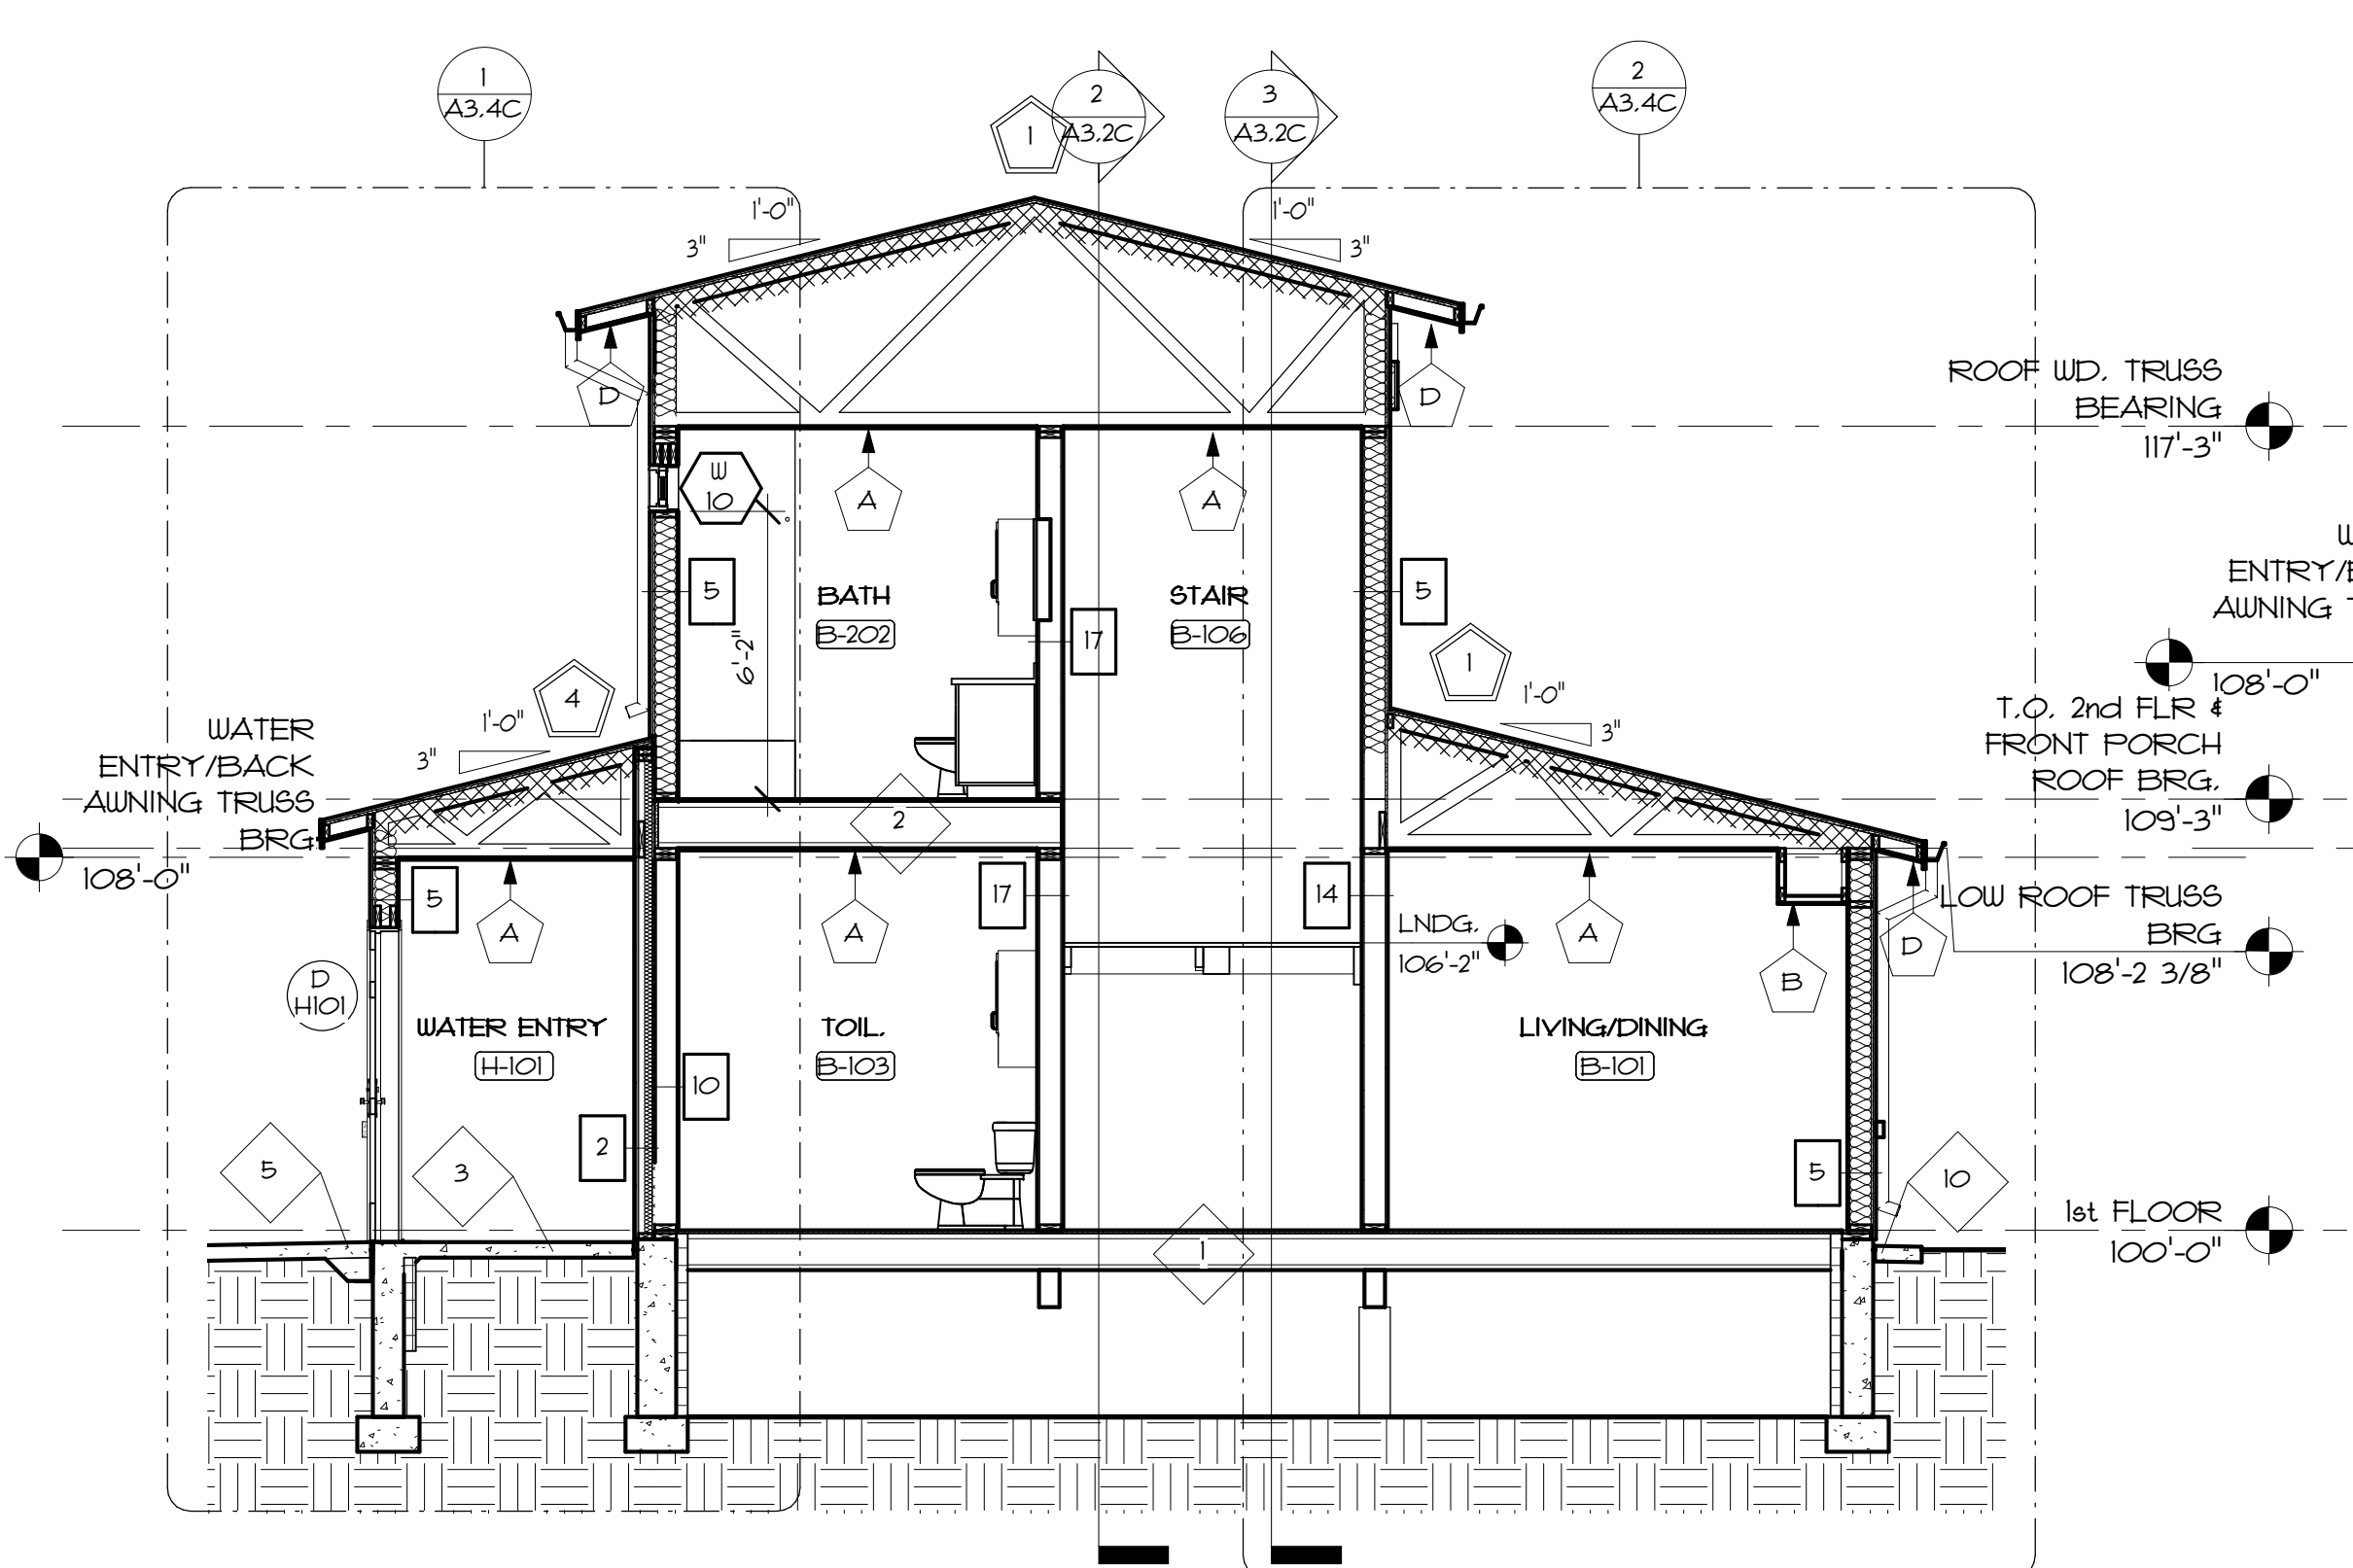 1
A3.4C
1
2
A3.2C
3
A3.2C
2
A3.4C
1'-0"
3"
1'-0"
3"
D
D
ROOF WD. TRUSS
BEARING
117'-3"
W
10
A
A
5
BATH
B-202
6'-2"
17
STAIR
B-106
5
ENTRY/
AWNING
108'-0"
4
1'-0"
3"
1
1'-0"
3"
WATER
ENTRY/BACK
AWNING TRUSS
BRG.
108'-0"
T.O. 2nd FLR &
FRONT PORCH
ROOF BRG.
109'-3"
2
5
A
A
17
14
LNDG.
106'-2"
A
B
D
LOW ROOF TRUSS
BRG
108'-2 3/8"
D
H101
WATER ENTRY
H-101
TOIL.
B-103
LIVING/DINING
B-101
10
2
5
3
5
10
1st FLOOR
100'-0"
1